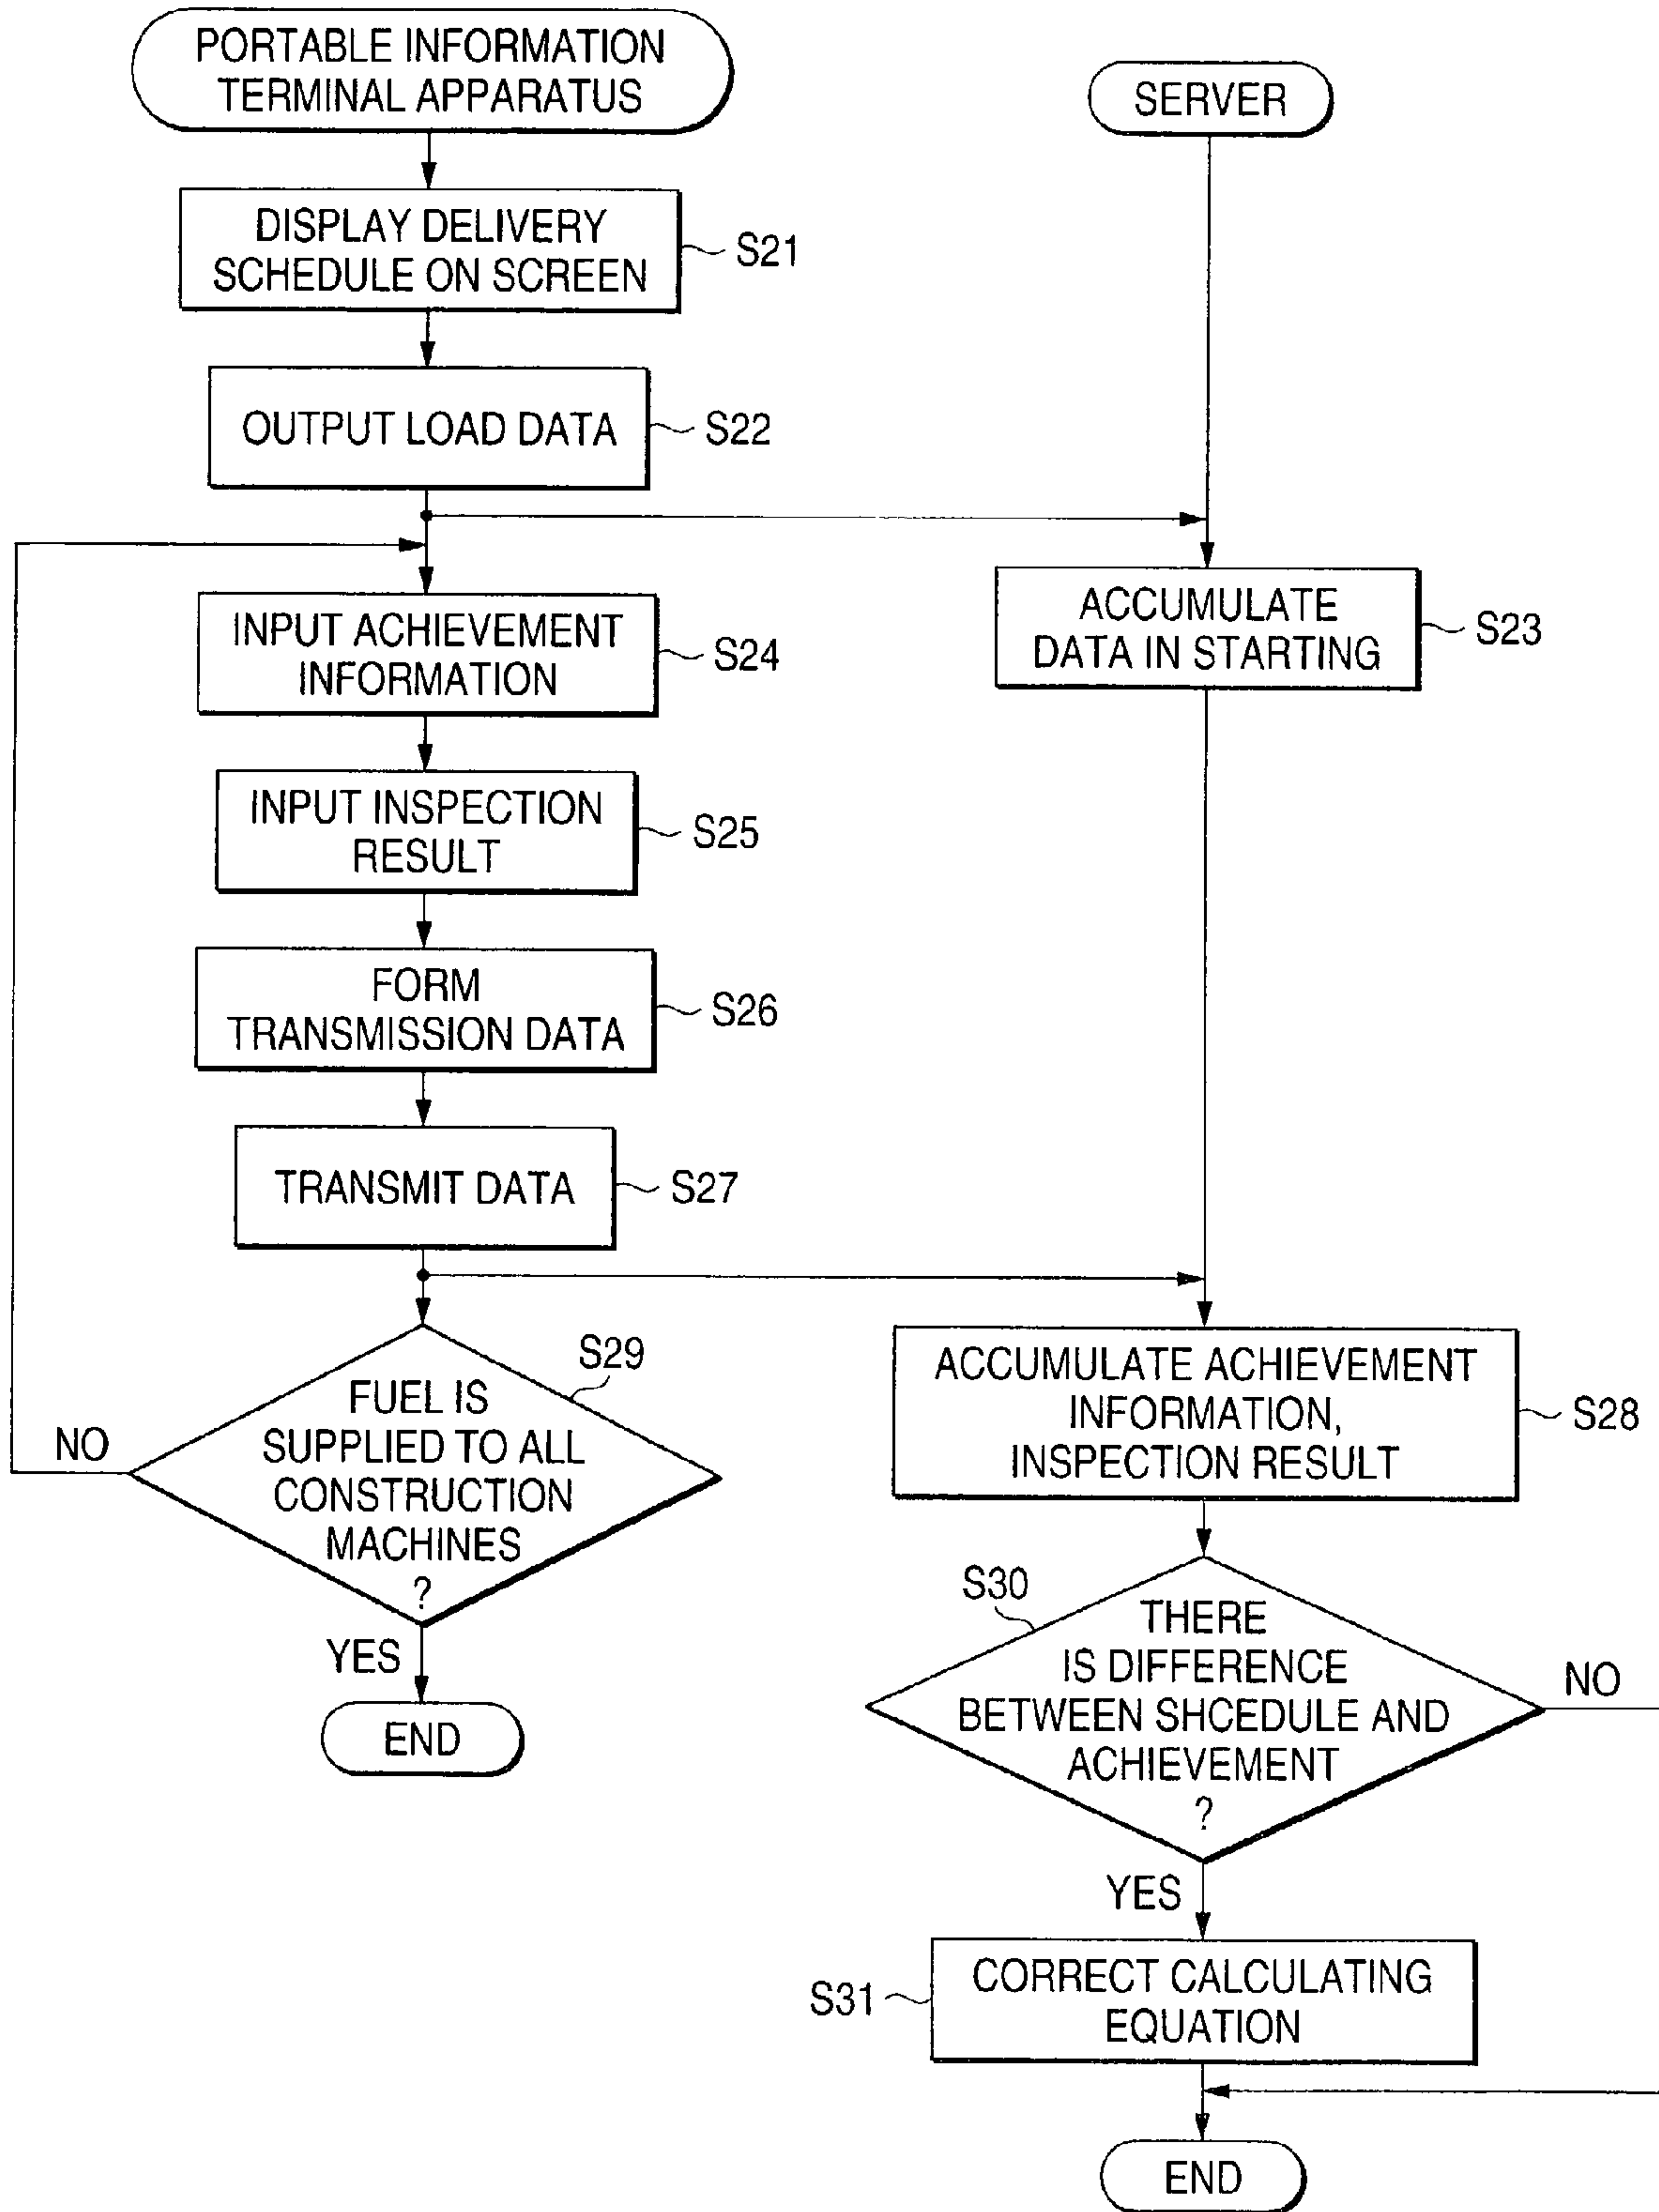 PORTABLE INFORMATION
TERMINAL APPARATUS
SERVER
DISPLAY DELIVERY
SCHEDULE ON SCREEN
S21
OUTPUT LOAD DATA
S22
ACCUMULATE
DATA IN STARTING
S23
INPUT ACHIEVEMENT
INFORMATION
S24
INPUT INSPECTION
RESULT
S25
FORM
TRANSMISSION DATA
S26
TRANSMIT DATA
S27
ACCUMULATE ACHIEVEMENT
INFORMATION,
INSPECTION RESULT
S28
S29
FUEL IS
SUPPLIED TO ALL
CONSTRUCTION
MACHINES
?
NO
YES
END
S30
THERE
IS DIFFERENCE
BETWEEN SHCEDULE AND
ACHIEVEMENT
?
NO
YES
CORRECT CALCULATING
EQUATION
S31
END